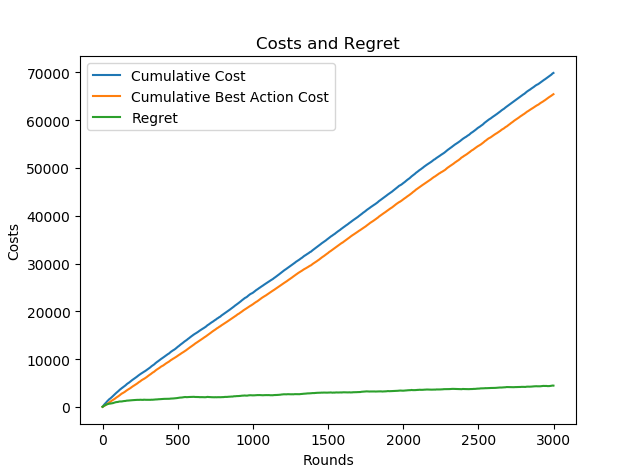 Costs and Regret
Cumulative Cost
Cumulative Best Action Cost
Regret
70000
60000
50000
40000
30000
20000
10000
0
Costs
0 500 1000 1500 2000 2500 3000
Rounds